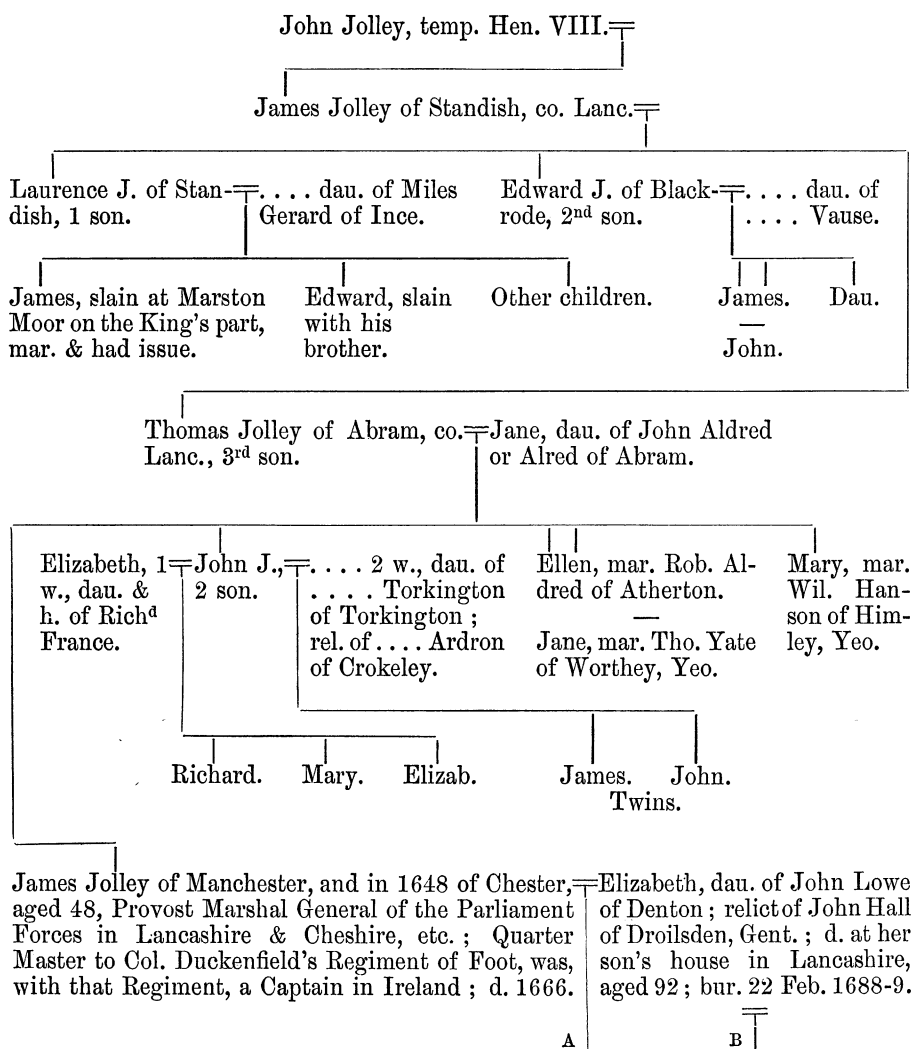 John Jolley, temp. Hen. VIII.
James Jolley of Standish, co. Lanc.
Laurence J. of Stan-
dish, 1 son.
. . . . dau. of Miles
Gerard of Ince.
Edward J. of Black-
rode, 2nd son.
. . . . dau. of
. . . . Vause.
James, slain at Marston
Moor on the King's part,
mar. & had issue.
Edward, slain
with his
brother.
Other children.
James.
—
John.
Dau.
Thomas Jolley of Abram, co.
Lanc., 3rd son.
Jane, dau. of John Aldred
or Alred of Abram.
Elizabeth, 1
w., dau. &
h. of Richd
France.
John J.,
2 son.
. . . . 2 w., dau. of
. . . . Torkington
of Torkington ;
rel. of . . . . Ardron
of Crokeley.
Ellen, mar. Rob. Al-
dred of Atherton.
—
Jane, mar. Tho. Yate
of Worthey, Yeo.
Mary, mar.
Wil. Han-
son of Him-
ley, Yeo.
Richard.
Mary.
Elizab.
James.
John.
Twins.
James Jolley of Manchester, and in 1648 of Chester,
aged 48, Provost Marshal General of the Parliament
Forces in Lancashire & Cheshire, etc. ; Quarter
Master to Col. Duckenfield's Regiment of Foot, was,
with that Regiment, a Captain in Ireland ; d. 1666.
Elizabeth, dau. of John Lowe
of Denton ; relict of John Hall
of Droilsden, Gent. ; d. at her
son's house in Lancashire,
aged 92 ; bur. 22 Feb. 1688-9.
A
B